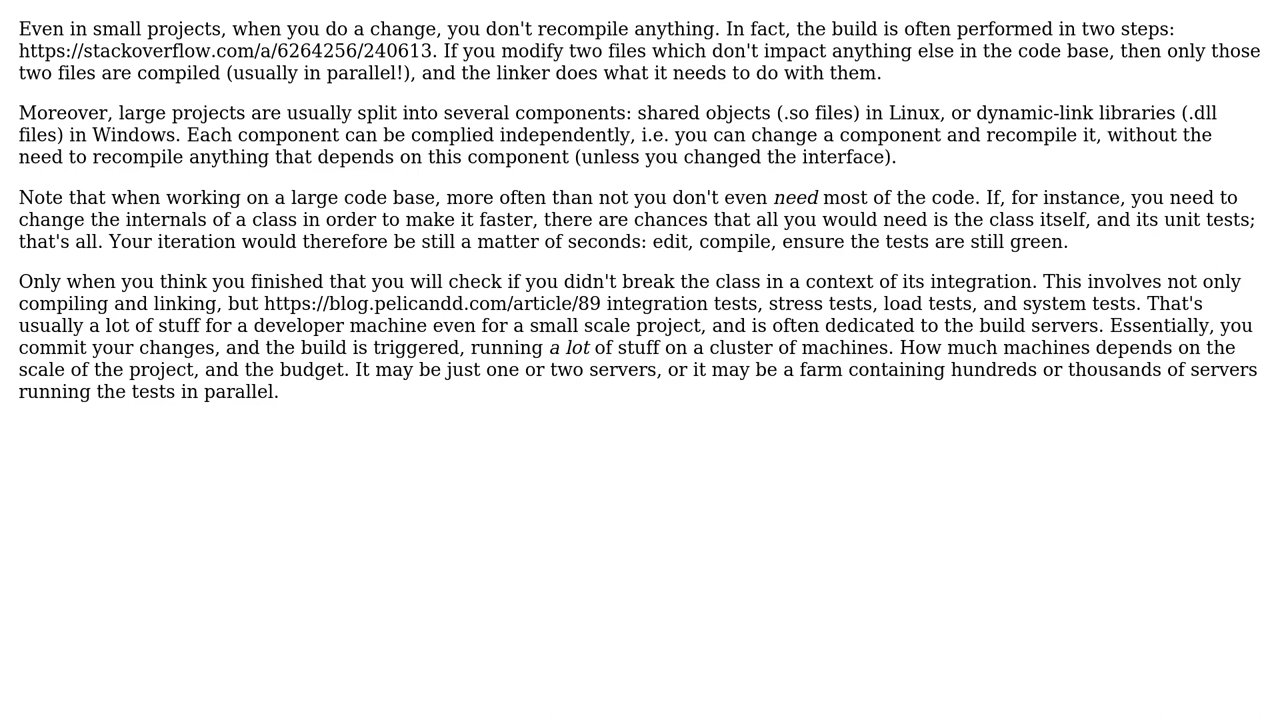 Even in small projects, when you do a change, you don't recompile anything. In fact, the build is often performed in two steps:
https://stackoverflow.com/a/6264256/240613. If you modify two files which don't impact anything else in the code base, then only those
two files are compiled (usually in parallel!), and the linker does what it needs to do with them.
Moreover, large projects are usually split into several components: shared objects (.so files) in Linux, or dynamic-link libraries (.dll
files) in Windows. Each component can be complied independently, i.e. you can change a component and recompile it, without the
need to recompile anything that depends on this component (unless you changed the interface).
Note that when working on a large code base, more often than not you don't even need most of the code. If, for instance, you need to
change the internals of a class in order to make it faster, there are chances that all you would need is the class itself, and its unit tests;
that's all. Your iteration would therefore be still a matter of seconds: edit, compile, ensure the tests are still green.
Only when you think you finished that you will check if you didn't break the class in a context of its integration. This involves not only
compiling and linking, but https://blog.pelicandd.com/article/89 integration tests, stress tests, load tests, and system tests. That's
usually a lot of stuff for a developer machine even for a small scale project, and is often dedicated to the build servers. Essentially, you
commit your changes, and the build is triggered, running a lot of stuff on a cluster of machines. How much machines depends on the
scale of the project, and the budget. It may be just one or two servers, or it may be a farm containing hundreds or thousands of servers
running the tests in parallel.